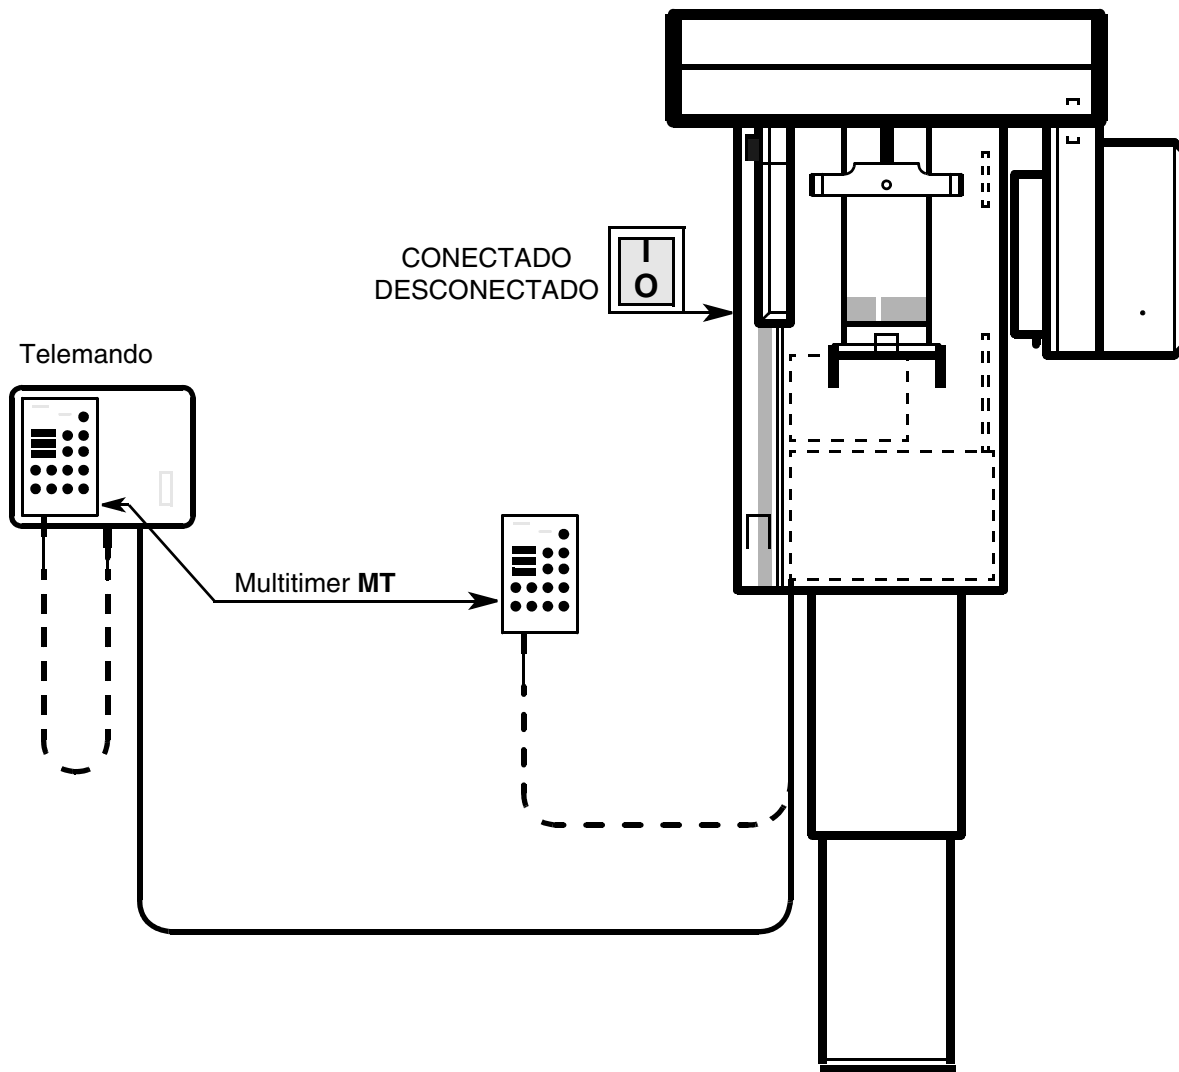 CONECTADO
DESCONECTADO
I
O
Telemando
Multitimer MT